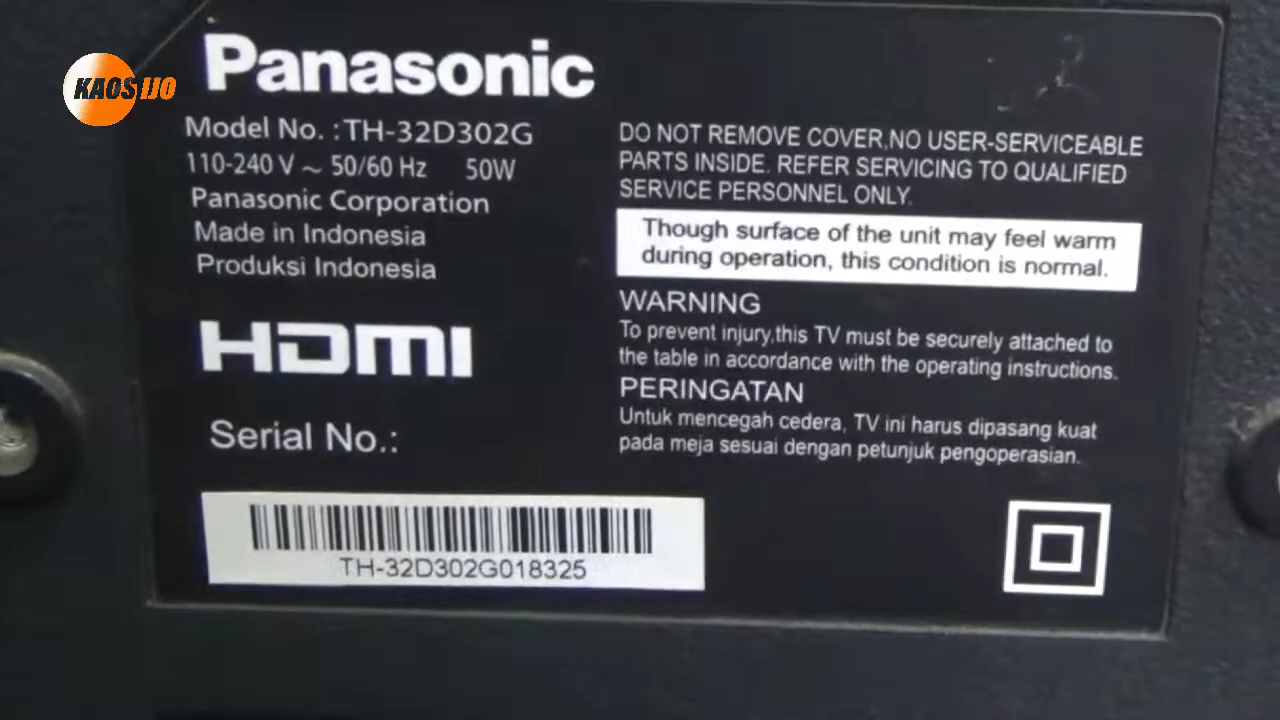 KAOSIJO
Panasonic
Model No. : TH-32D302G
110-240 V ~ 50/60 Hz 50W
Panasonic Corporation
Made in Indonesia
Produksi Indonesia
HDMI
Serial No.:
TH-32D302G018325
DO NOT REMOVE COVER,NO USER-SERVICEABLE
PARTS INSIDE. REFER SERVICING TO QUALIFIED
SERVICE PERSONNEL ONLY.
Though surface of the unit may feel warm
during operation, this condition is normal.
WARNING
To prevent injury,this TV must be securely attached to
the table in accordance with the operating instructions.
PERINGATAN
Untuk mencegah cedera, TV ini harus dipasang kuat
pada meja sesuai dengan petunjuk pengoperasian.